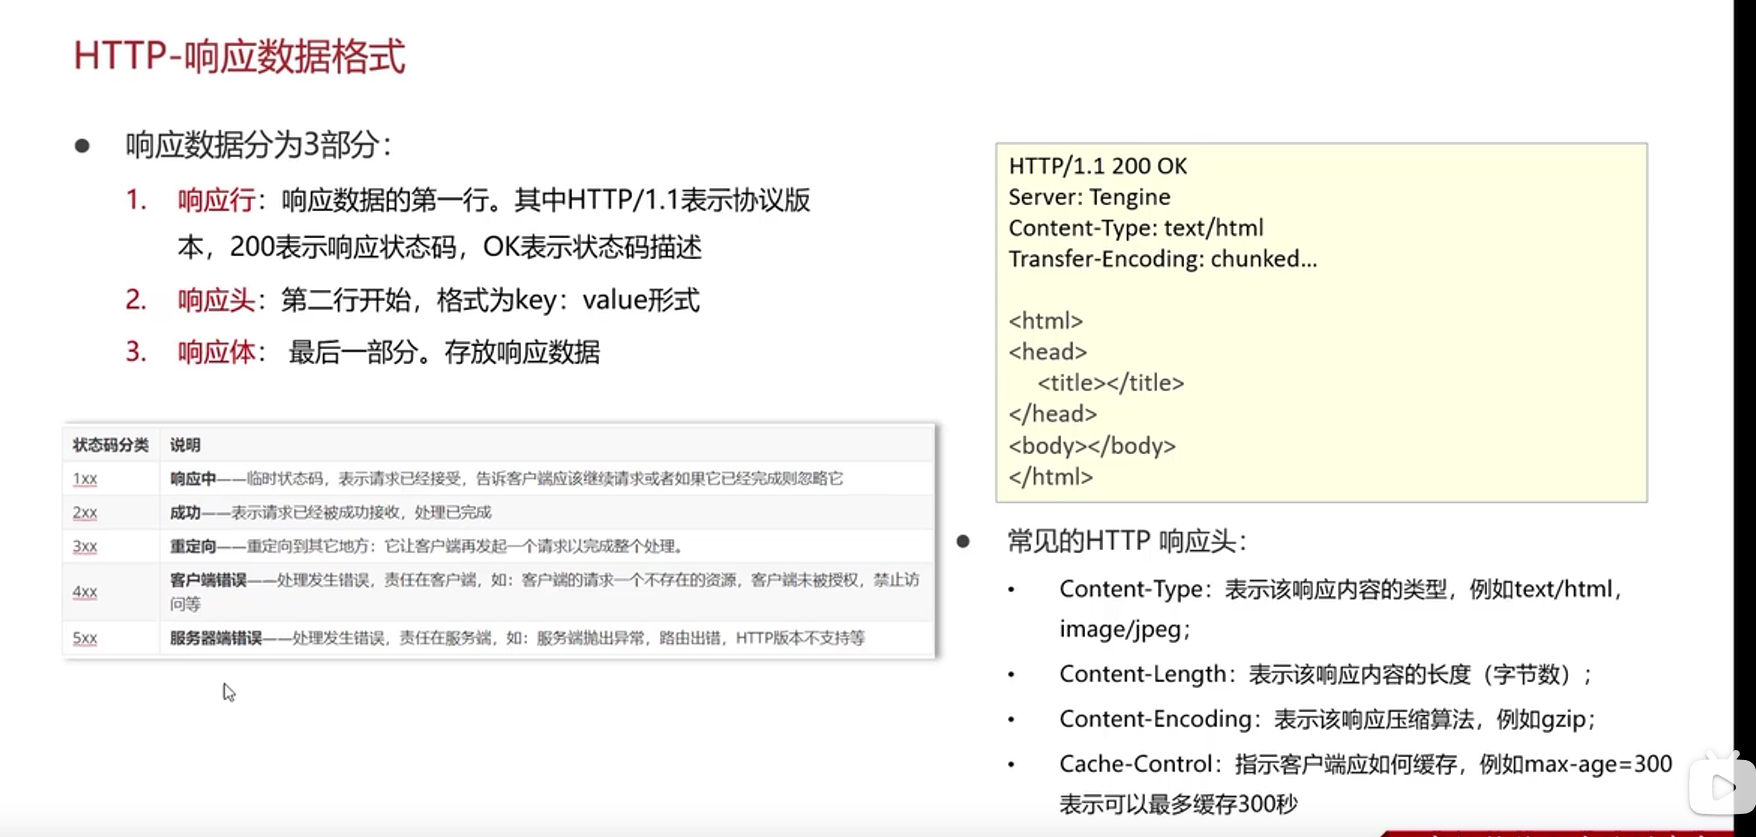 HTTP-响应数据格式
● 响应数据分为3部分：
1. 响应行：响应数据的第一行。其中HTTP/1.1表示协议版
本，200表示响应状态码，OK表示状态码描述
2. 响应头：第二行开始，格式为key：value形式
3. 响应体： 最后一部分。存放响应数据
状态码分类 说明
1xx 响应中——临时状态码，表示请求已经接受，告诉客户端应该继续请求或者如果它已经完成则忽略它
2xx 成功——表示请求已经被成功接收，处理已完成
3xx 重定向——重定向到其它地方：它让客户端再发起一个请求以完成整个处理。
4xx 客户端错误——处理发生错误，责任在客户端，如：客户端的请求一个不存在的资源，客户端未被授权，禁止访
问等
5xx 服务器端错误——处理发生错误，责任在服务端，如：服务端抛出异常，路由出错，HTTP版本不支持等
HTTP/1.1 200 OK
Server: Tengine
Content-Type: text/html
Transfer-Encoding: chunked...
<html>
<head>
<title></title>
</head>
<body></body>
</html>
● 常见的HTTP 响应头：
• Content-Type：表示该响应内容的类型，例如text/html，
image/jpeg；
• Content-Length：表示该响应内容的长度（字节数）；
• Content-Encoding：表示该响应压缩算法，例如gzip；
• Cache-Control：指示客户端应如何缓存，例如max-age=300
表示可以最多缓存300秒